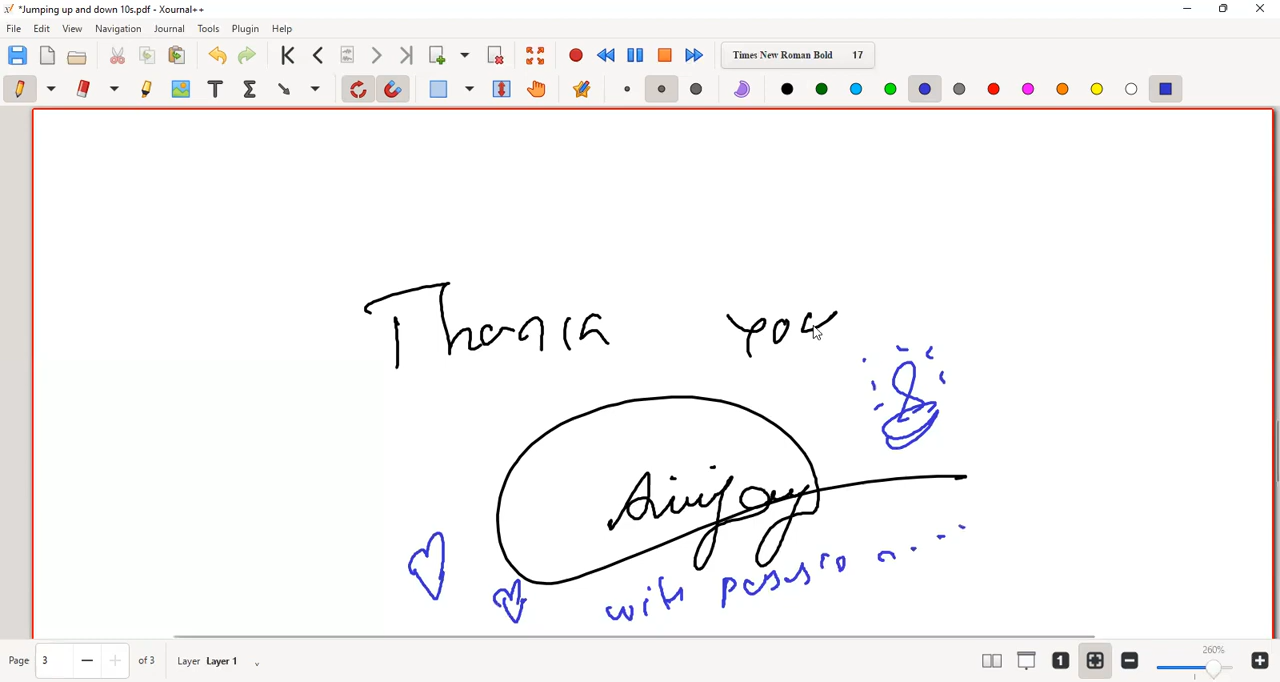 *Jumping up and down 10s.pdf - Xournal++
File Edit View Navigation Journal Tools Plugin Help
Times New Roman Bold 17
Thank you
with passion....
Page 3 of 3 Layer Layer 1 1 260%